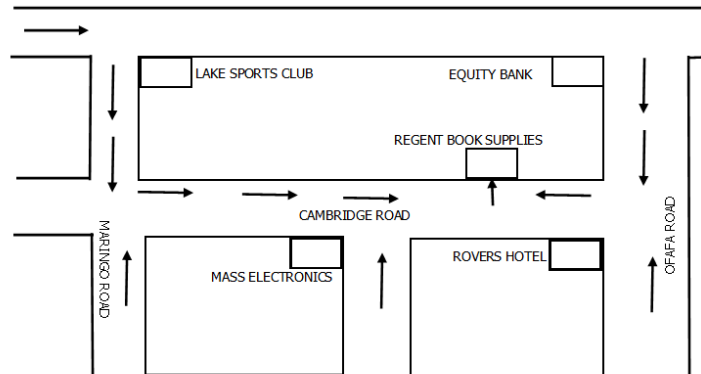 LAKE SPORTS CLUB
EQUITY BANK
REGENT BOOK SUPPLIES
CAMBRIDGE ROAD
MARINGO ROAD
OFAFA ROAD
MASS ELECTRONICS
ROVERS HOTEL